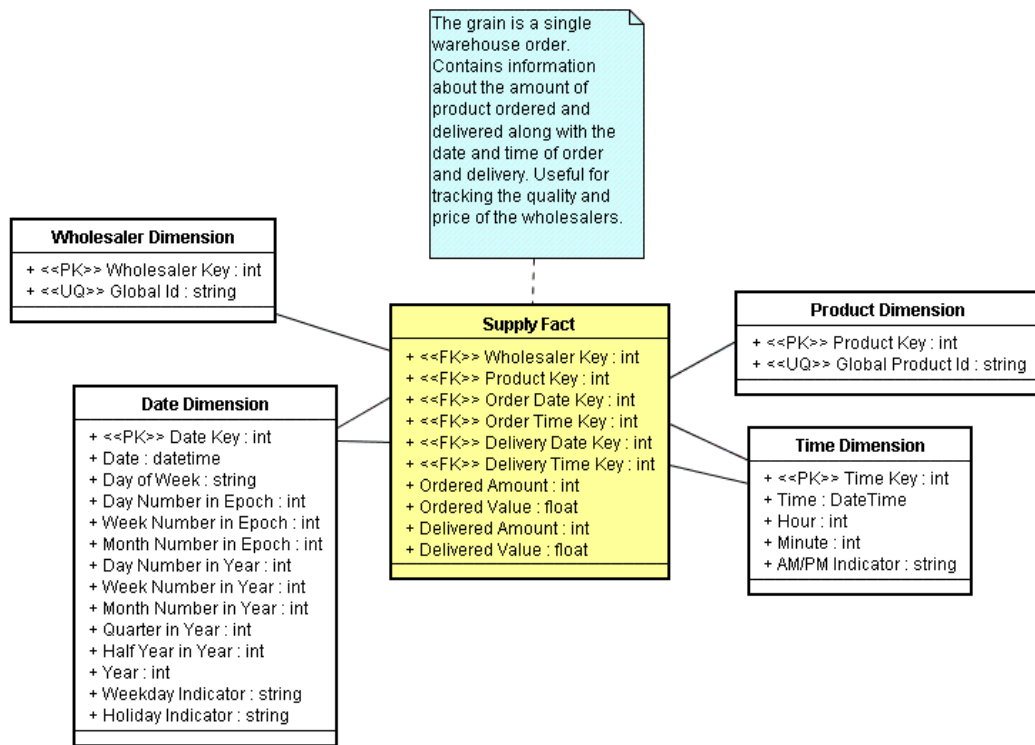 The grain is a single
warehouse order.
Contains information
about the amount of
product ordered and
delivered along with the
date and time of order
and delivery. Useful for
tracking the quality and
price of the wholesalers.
Wholesaler Dimension
+ <<PK>> Wholesaler Key : int
+ <<UQ>> Global Id : string
Supply Fact
+ <<FK>> Wholesaler Key : int
+ <<FK>> Product Key : int
+ <<FK>> Order Date Key : int
+ <<FK>> Order Time Key : int
+ <<FK>> Delivery Date Key : int
+ <<FK>> Delivery Time Key : int
+ Ordered Amount : int
+ Ordered Value : float
+ Delivered Amount : int
+ Delivered Value : float
Product Dimension
+ <<PK>> Product Key : int
+ <<UQ>> Global Product Id : string
Date Dimension
+ <<PK>> Date Key : int
+ Date : datetime
+ Day of Week : string
+ Day Number in Epoch : int
+ Week Number in Epoch : int
+ Month Number in Epoch : int
+ Day Number in Year : int
+ Week Number in Year : int
+ Month Number in Year : int
+ Quarter in Year : int
+ Half Year in Year : int
+ Year : int
+ Weekday Indicator : string
+ Holiday Indicator : string
Time Dimension
+ <<PK>> Time Key : int
+ Time : DateTime
+ Hour : int
+ Minute : int
+ AM/PM Indicator : string